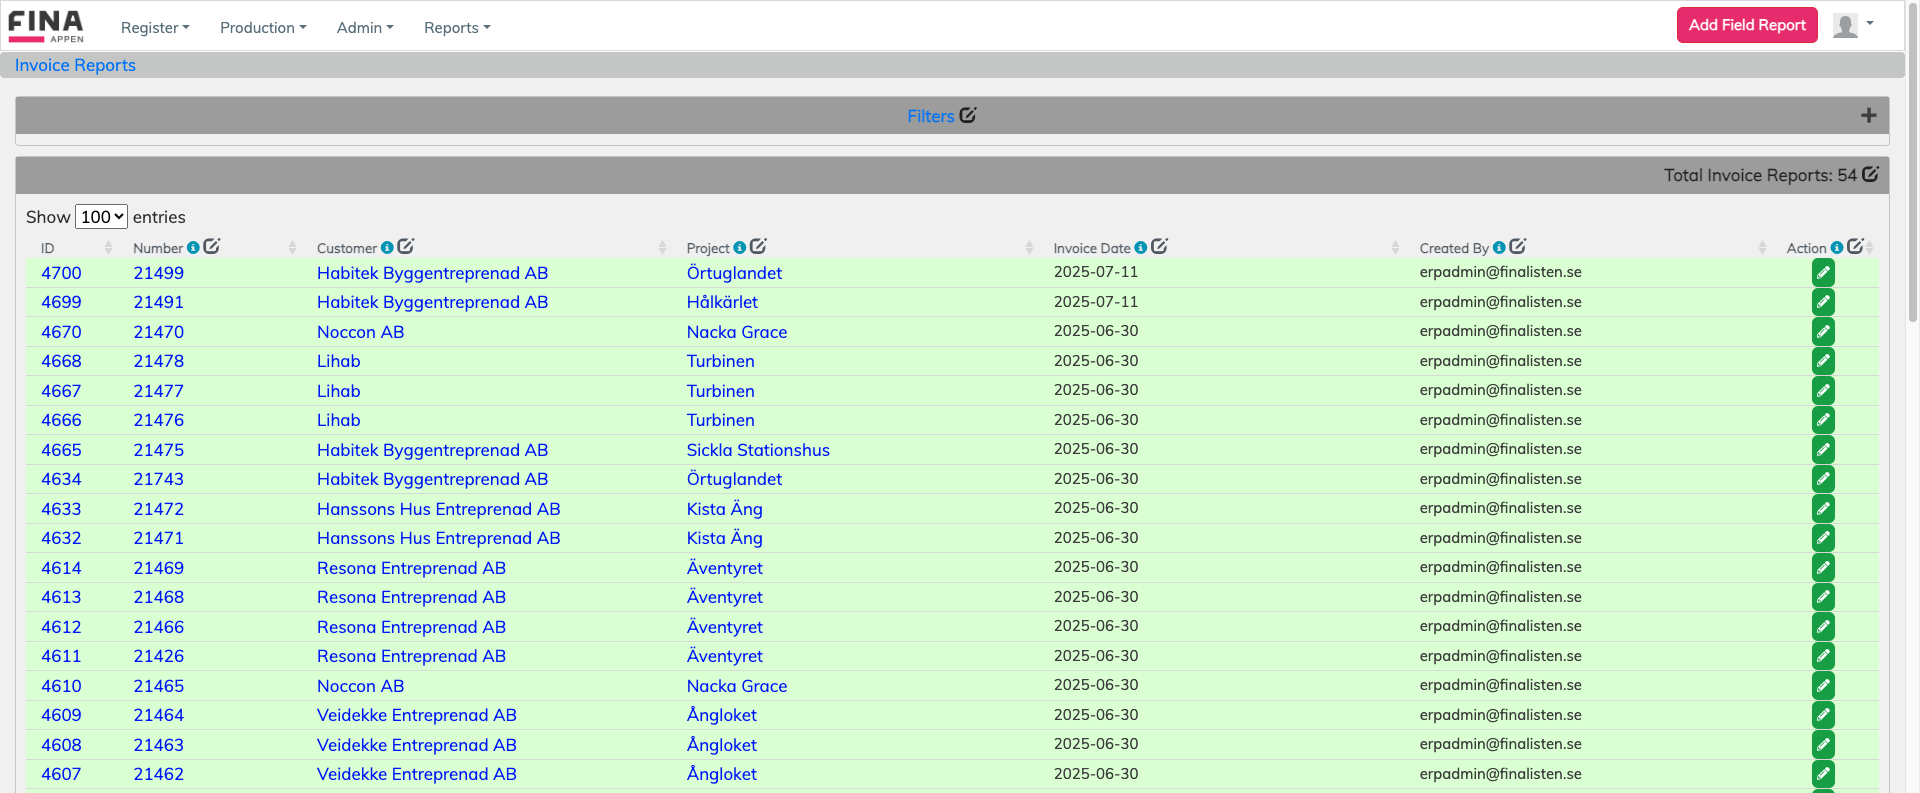 FINA
APPEN
Register Production Admin Reports Add Field Report
Invoice Reports
Filters
Total Invoice Reports: 54
Show 100 entries
ID Number Customer Project Invoice Date Created By Action
4700 21499 Habitek Byggentreprenad AB Örtuglandet 2025-07-11 erpadmin@finalisten.se
4699 21491 Habitek Byggentreprenad AB Hålkärlet 2025-07-11 erpadmin@finalisten.se
4670 21470 Noccon AB Nacka Grace 2025-06-30 erpadmin@finalisten.se
4668 21478 Lihab Turbinen 2025-06-30 erpadmin@finalisten.se
4667 21477 Lihab Turbinen 2025-06-30 erpadmin@finalisten.se
4666 21476 Lihab Turbinen 2025-06-30 erpadmin@finalisten.se
4665 21475 Habitek Byggentreprenad AB Sickla Stationshus 2025-06-30 erpadmin@finalisten.se
4634 21743 Habitek Byggentreprenad AB Örtuglandet 2025-06-30 erpadmin@finalisten.se
4633 21472 Hanssons Hus Entreprenad AB Kista Äng 2025-06-30 erpadmin@finalisten.se
4632 21471 Hanssons Hus Entreprenad AB Kista Äng 2025-06-30 erpadmin@finalisten.se
4614 21469 Resona Entreprenad AB Äventyret 2025-06-30 erpadmin@finalisten.se
4613 21468 Resona Entreprenad AB Äventyret 2025-06-30 erpadmin@finalisten.se
4612 21466 Resona Entreprenad AB Äventyret 2025-06-30 erpadmin@finalisten.se
4611 21426 Resona Entreprenad AB Äventyret 2025-06-30 erpadmin@finalisten.se
4610 21465 Noccon AB Nacka Grace 2025-06-30 erpadmin@finalisten.se
4609 21464 Veidekke Entreprenad AB Ångloket 2025-06-30 erpadmin@finalisten.se
4608 21463 Veidekke Entreprenad AB Ångloket 2025-06-30 erpadmin@finalisten.se
4607 21462 Veidekke Entreprenad AB Ångloket 2025-06-30 erpadmin@finalisten.se